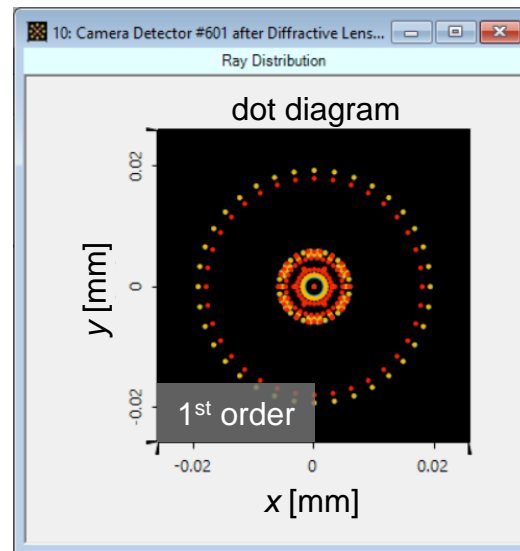 10: Camera Detector #601 after Diffractive Lens...
Ray Distribution
dot diagram
0.02
0
-0.02
y [mm]
1st order
-0.02 0 0.02
x [mm]